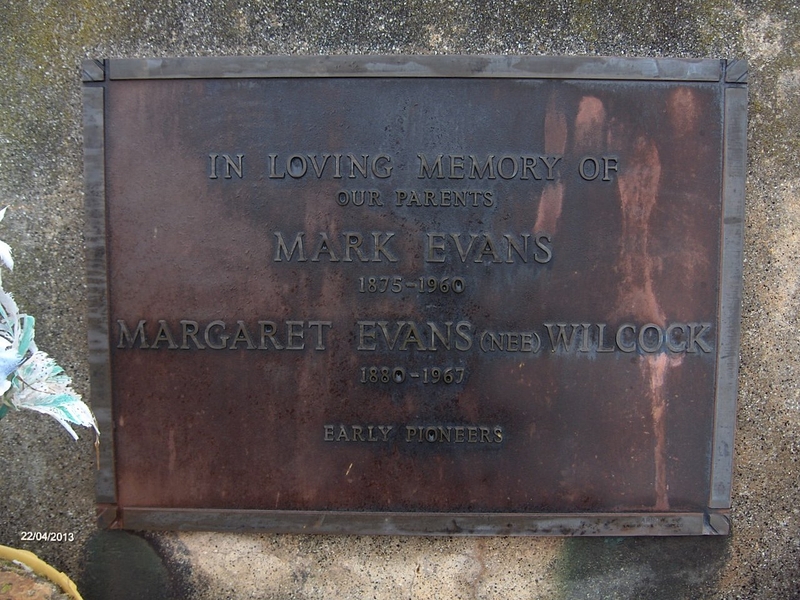 IN LOVING MEMORY OF
OUR PARENTS
MARK EVANS
1875-1960
MARGARET EVANS (NEE) WILCOCK
1880-1967
EARLY PIONEERS
22/04/2013